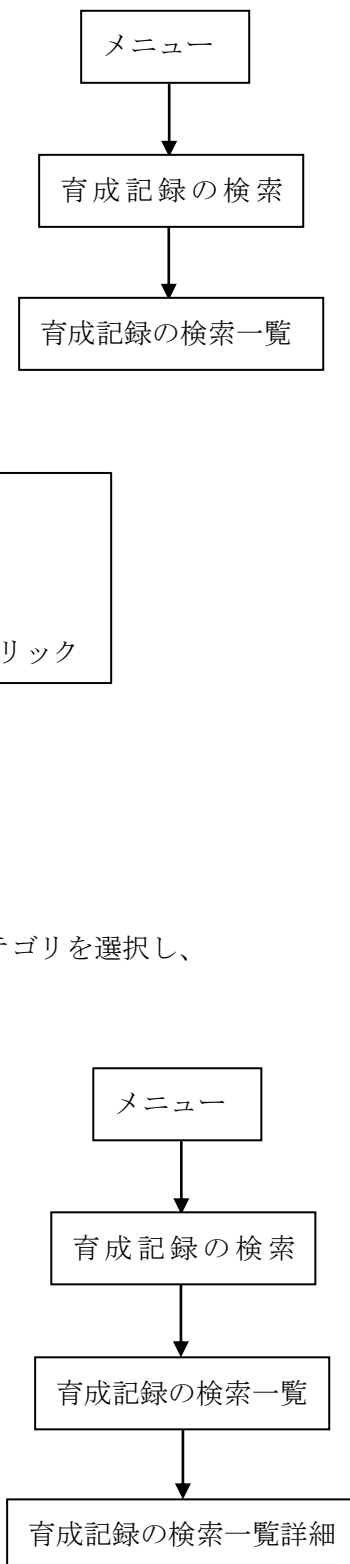 メニュー
育成記録の検索
育成記録の検索一覧
リック
テゴリを選択し、
メニュー
育成記録の検索
育成記録の検索一覧
育成記録の検索一覧詳細